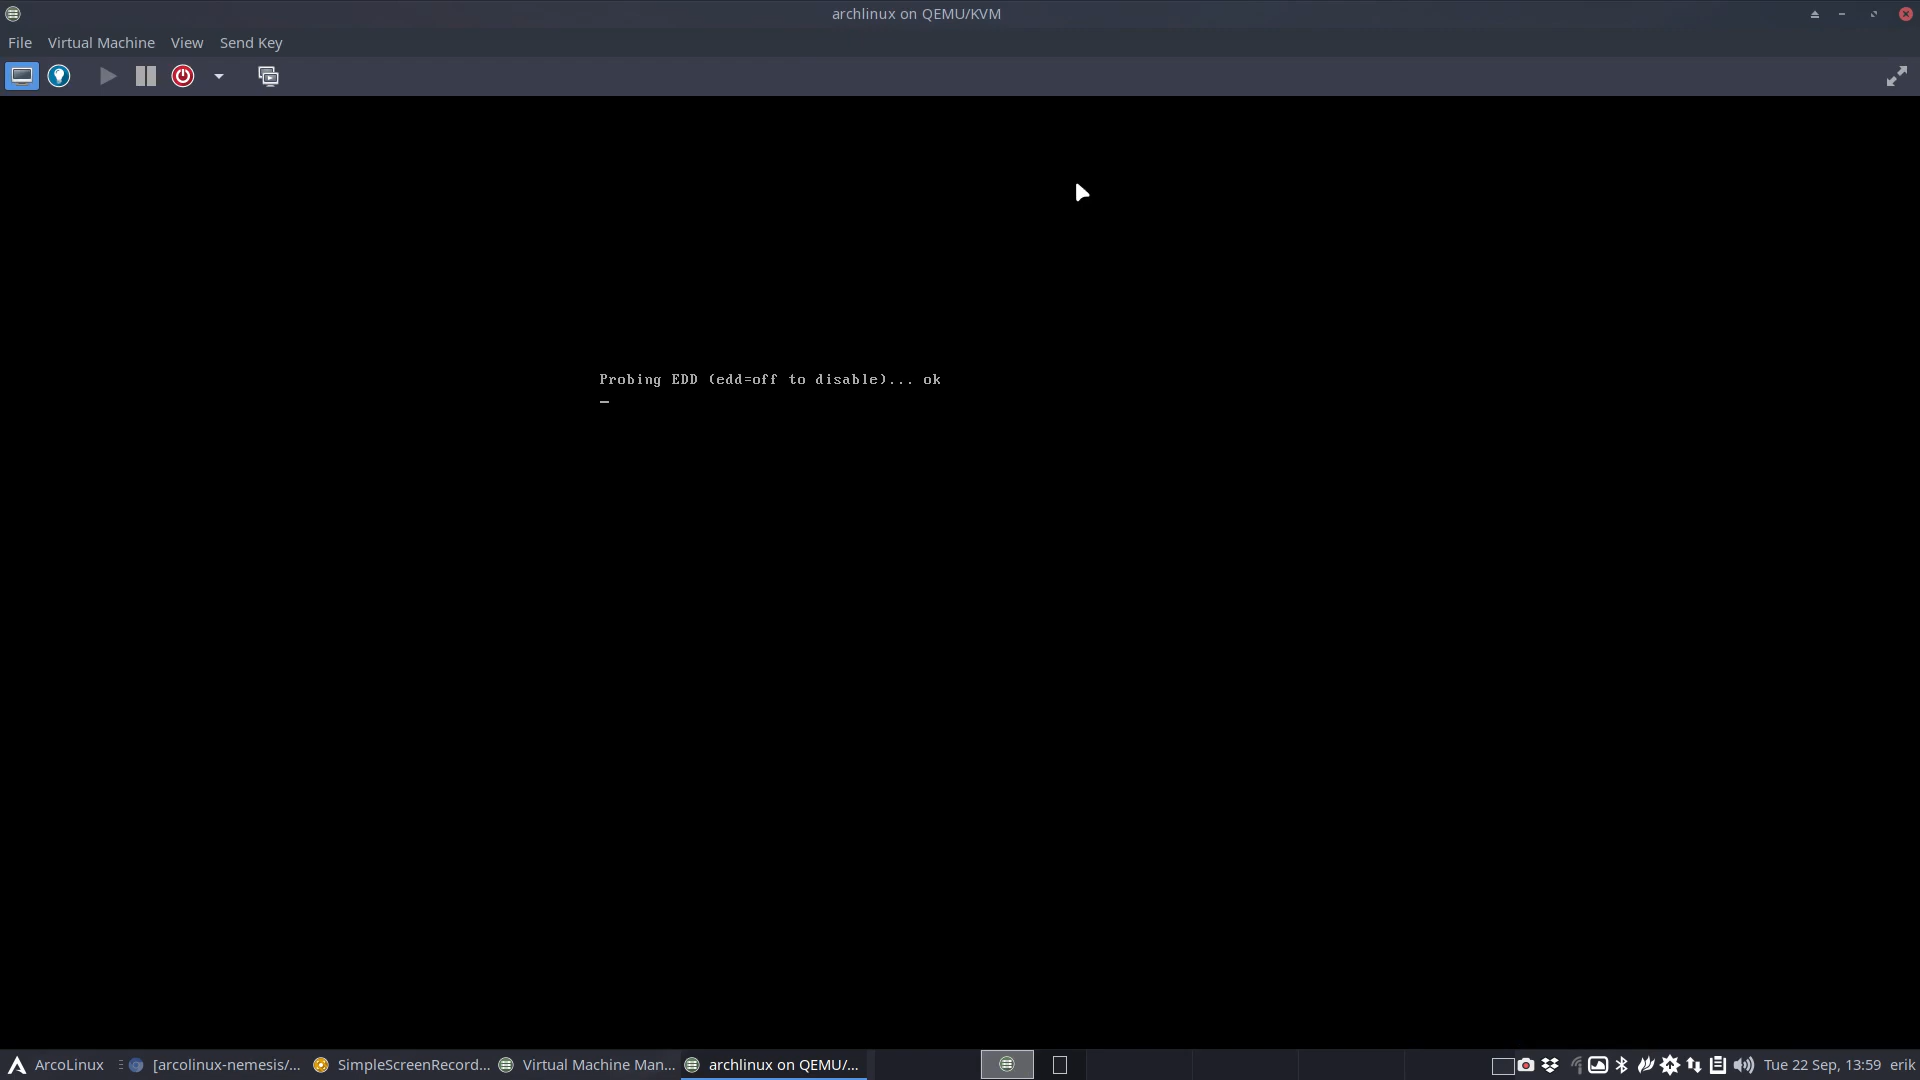 archlinux on QEMU/KVM
File Virtual Machine View Send Key
Probing EDD (edd=off to disable)... ok
_
ArcoLinux [arcolinux-nemesis/... SimpleScreenRecord... Virtual Machine Man... archlinux on QEMU/... Tue 22 Sep, 13:59 erik